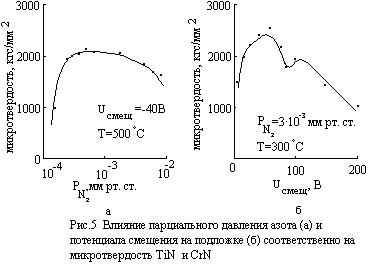 микротвердость, кгс/мм 2
3000
2000
1000
0
U смещ =-40В
T=500°C
10⁻⁴
10⁻³
10⁻²
P N₂, мм рт. ст.
а
микротвердость, кгс/мм 2
3000
2000
1000
P N₂ =3·10⁻³ мм рт. ст.
T=300°C
0
100
200
U смещ, В
б
Рис.5 Влияние парциального давления азота (а) и
потенциала смещения на подложке (б) соответственно на
микротвердость TiN и CrN